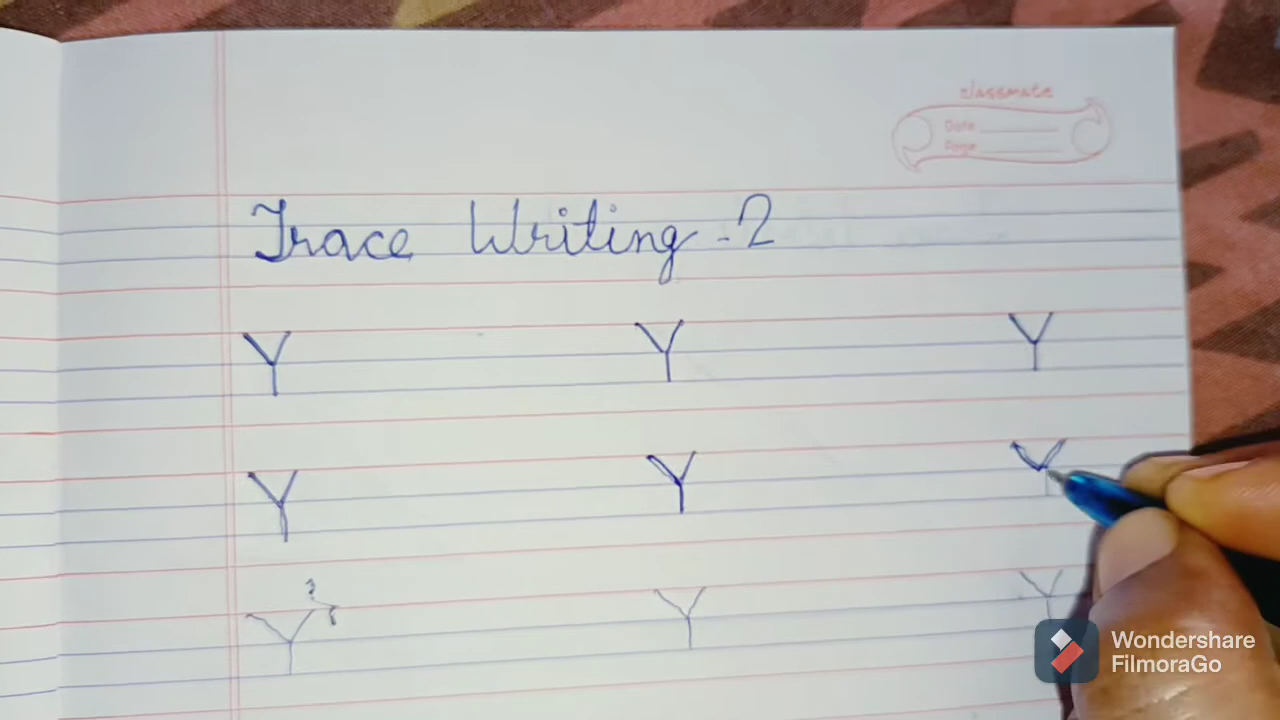 classmate
Date
Page
Trace Writing -2
Y Y Y
Y Y Y
Y Y Y
Wondershare
FilmoraGo